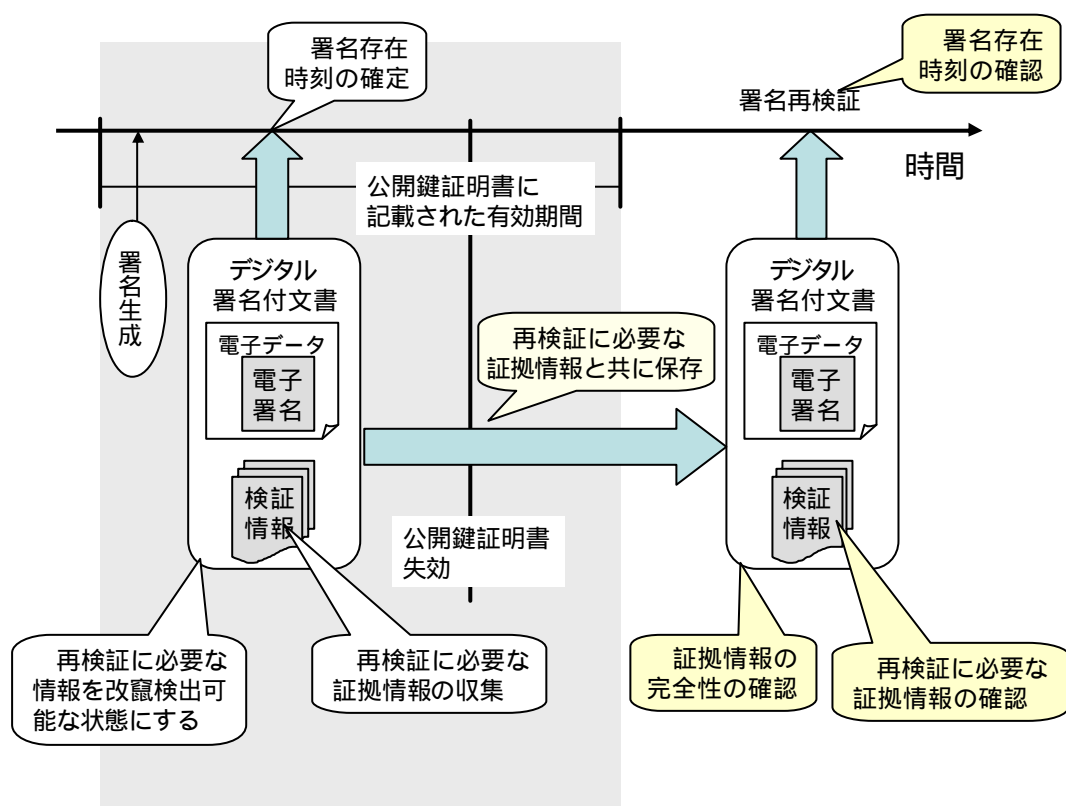 署名存在
時刻の確定
署名存在
時刻の確認
署名再検証
時間
公開鍵証明書に
記載された有効期間
署名生成
デジタル
署名付文書
電子データ
電子
署名
検証
情報
再検証に必要な
証拠情報と共に保存
デジタル
署名付文書
電子データ
電子
署名
検証
情報
公開鍵証明書
失効
再検証に必要な
情報を改竄検出可
能な状態にする
再検証に必要な
証拠情報の収集
証拠情報の
完全性の確認
再検証に必要な
証拠情報の確認